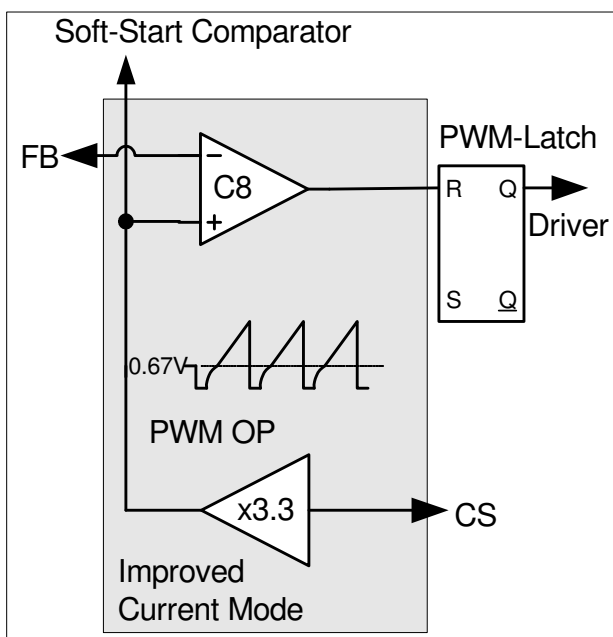 Soft-Start Comparator
FB
PWM-Latch
−
C8
+
R Q
Driver
S Q
0.67V
PWM OP
x3.3
CS
Improved
Current Mode